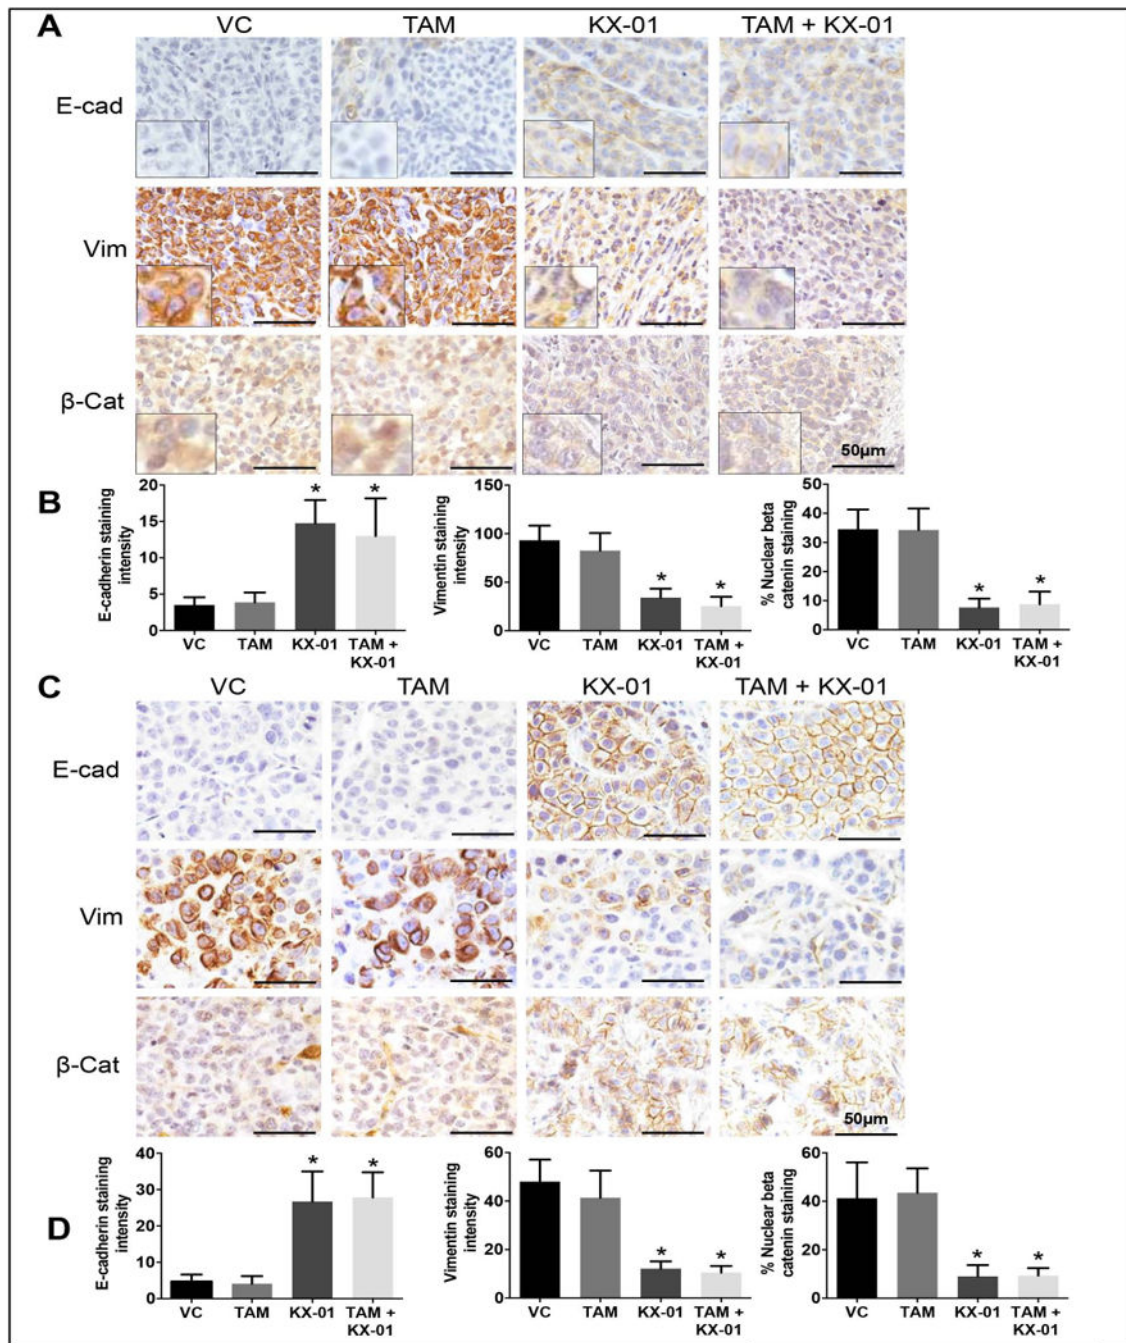 A
VC TAM KX-01 TAM + KX-01
E-cad
Vim
β-Cat
50µm
B
E-cadherin staining
intensity
20
15
10
5
0
VC TAM KX-01 TAM +
KX-01
* *
Vimentin staining
intensity
150
100
50
0
VC TAM KX-01 TAM +
KX-01
* *
% Nuclear beta
catenin staining
50
40
30
20
10
0
VC TAM KX-01 TAM +
KX-01
* *
C
VC TAM KX-01 TAM + KX-01
E-cad
Vim
β-Cat
50µm
D
E-cadherin staining
intensity
40
30
20
10
0
VC TAM KX-01 TAM +
KX-01
* *
Vimentin staining
intensity
60
40
20
0
VC TAM KX-01 TAM +
KX-01
* *
% Nuclear beta
catenin staining
60
40
20
0
VC TAM KX-01 TAM +
KX-01
* *